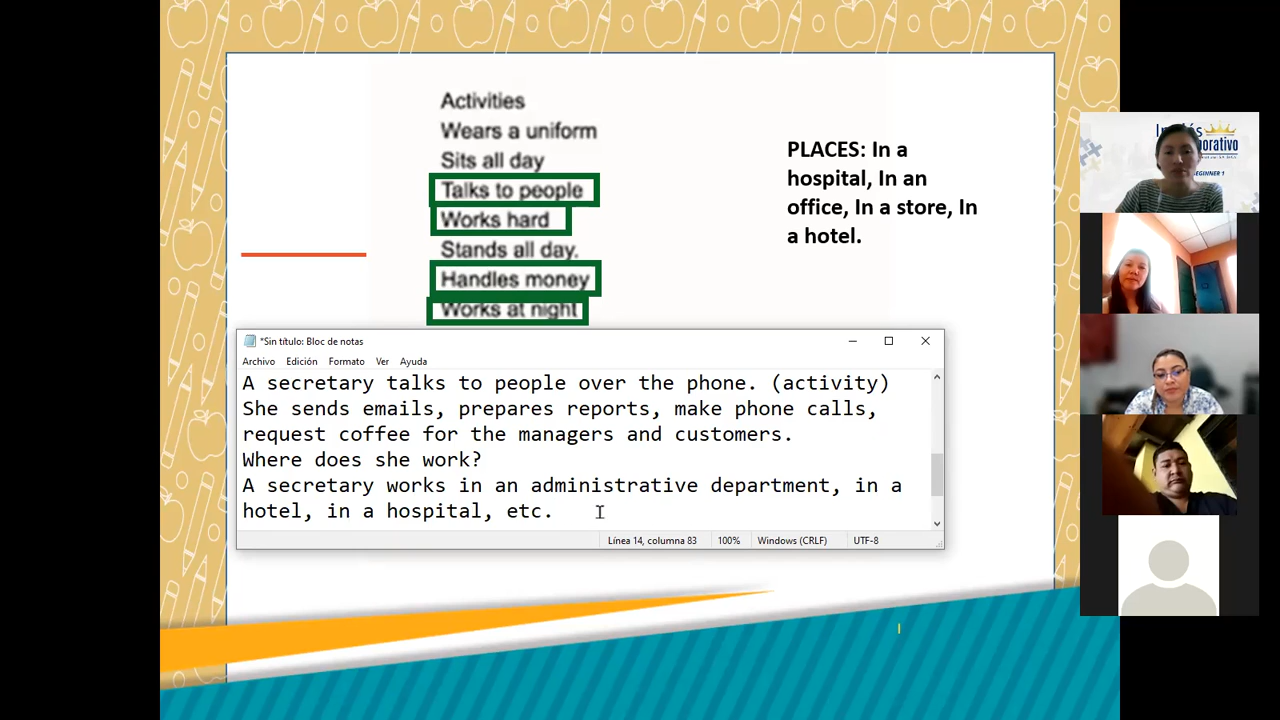 Activities
Wears a uniform
Sits all day
Talks to people
Works hard
Stands all day.
Handles money
Works at night
PLACES: In a
hospital, In an
office, In a store, In
a hotel.
*Sin título: Bloc de notas
Archivo Edición Formato Ver Ayuda
A secretary talks to people over the phone. (activity)
She sends emails, prepares reports, make phone calls,
request coffee for the managers and customers.
Where does she work?
A secretary works in an administrative department, in a
hotel, in a hospital, etc.
Línea 14, columna 83 100% Windows (CRLF) UTF-8